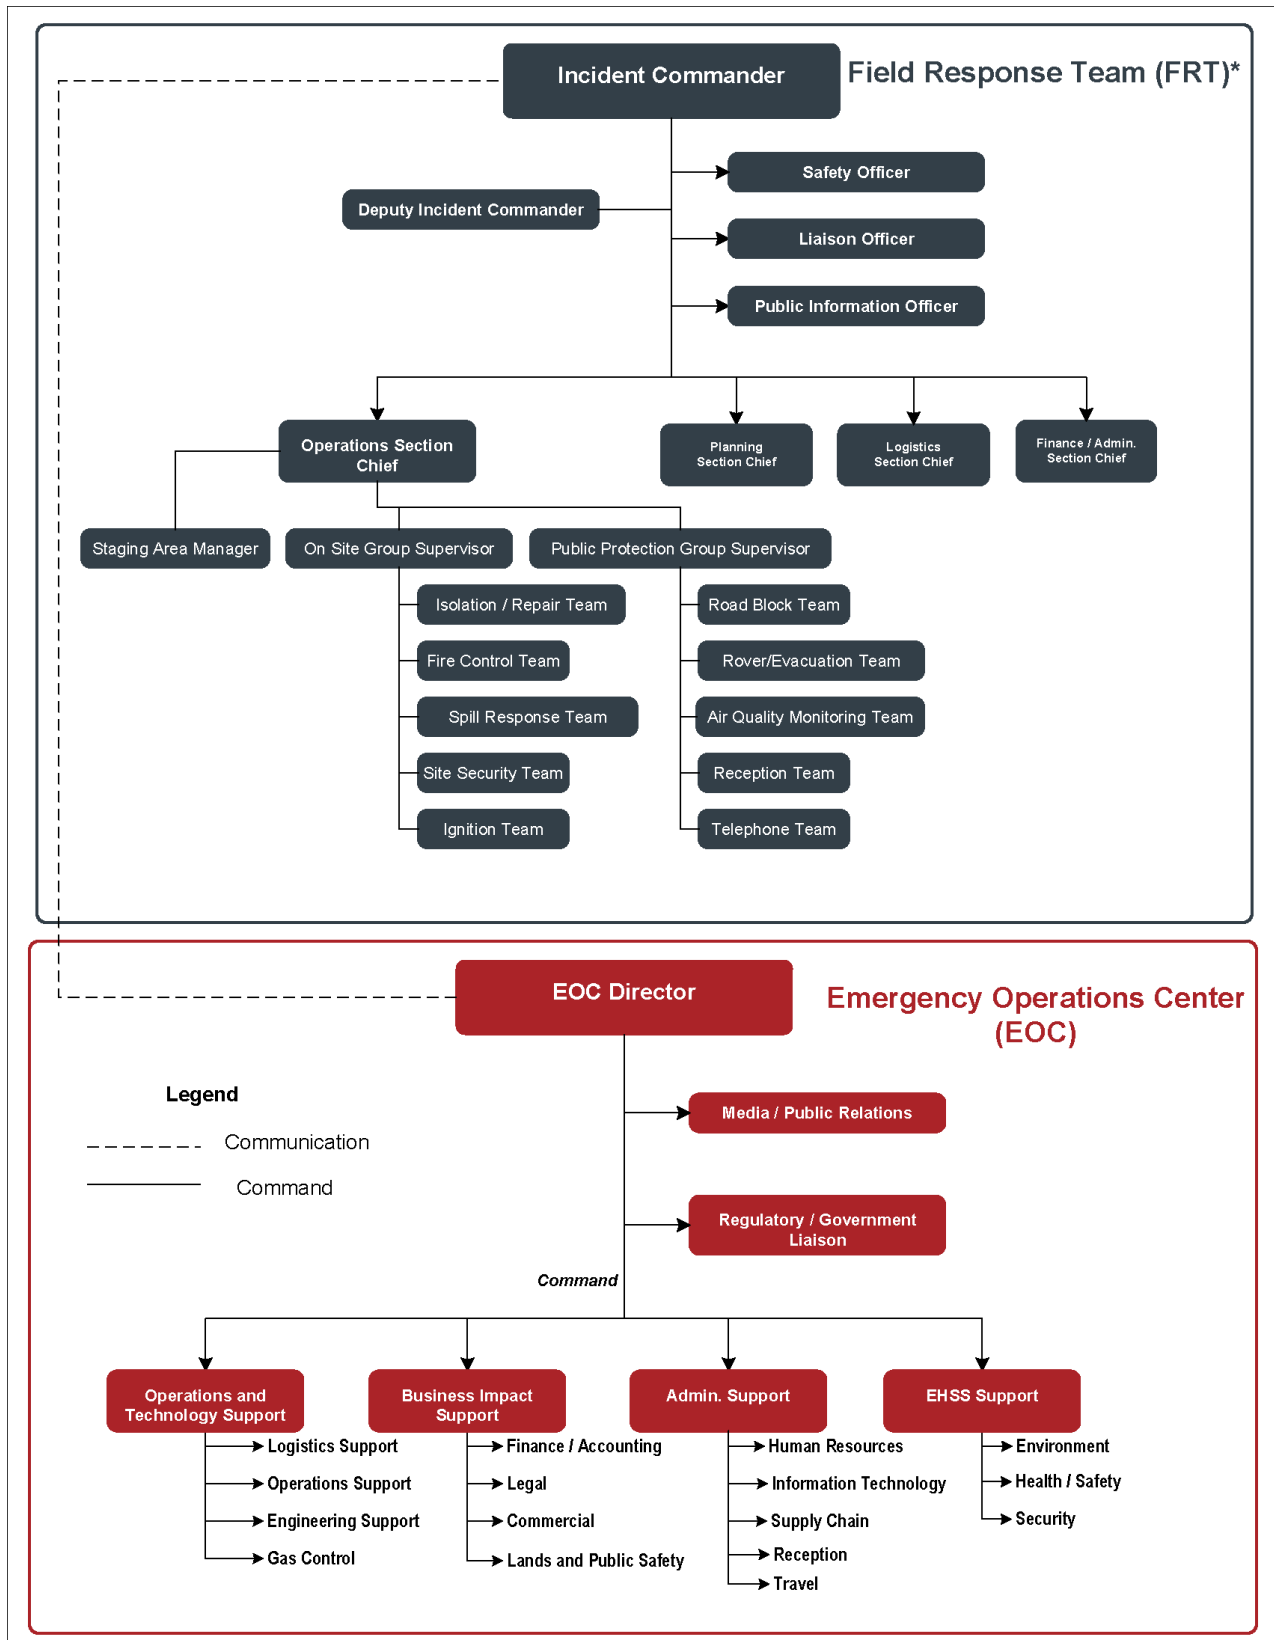 Incident Commander
Field Response Team (FRT)*
Safety Officer
Deputy Incident Commander
Liaison Officer
Public Information Officer
Operations Section
Chief
Planning
Section Chief
Logistics
Section Chief
Finance / Admin.
Section Chief
Staging Area Manager
On Site Group Supervisor
Public Protection Group Supervisor
Isolation / Repair Team
Fire Control Team
Spill Response Team
Site Security Team
Ignition Team
Road Block Team
Rover/Evacuation Team
Air Quality Monitoring Team
Reception Team
Telephone Team
EOC Director
Emergency Operations Center
(EOC)
Legend
Communication
Command
Media / Public Relations
Regulatory / Government
Liaison
Command
Operations and
Technology Support
Logistics Support
Operations Support
Engineering Support
Gas Control
Business Impact
Support
Finance / Accounting
Legal
Commercial
Lands and Public Safety
Admin. Support
Human Resources
Information Technology
Supply Chain
Reception
Travel
EHSS Support
Environment
Health / Safety
Security